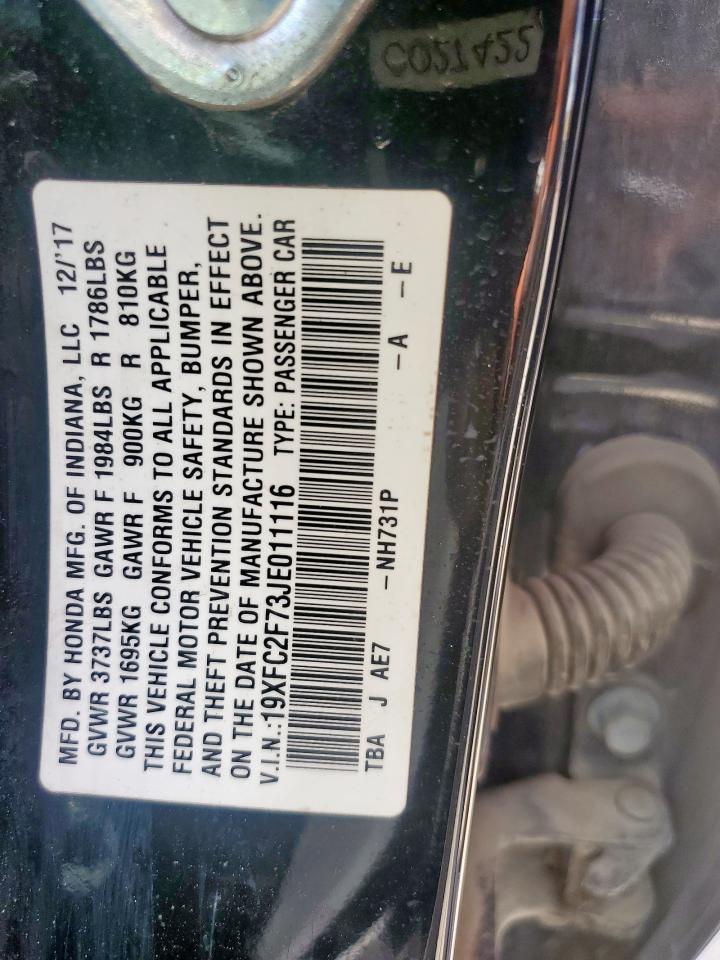 MFD. BY HONDA MFG. OF INDIANA, LLC 12/'17
GVWR 3737LBS GAWR F 1984LBS R 1786LBS
GVWR 1695KG GAWR F 900KG R 810KG
THIS VEHICLE CONFORMS TO ALL APPLICABLE
FEDERAL MOTOR VEHICLE SAFETY, BUMPER,
AND THEFT PREVENTION STANDARDS IN EFFECT
ON THE DATE OF MANUFACTURE SHOWN ABOVE.
V.I.N.:19XFC2F73JE011116 TYPE: PASSENGER CAR
TBA J AE7 -NH731P -A -E